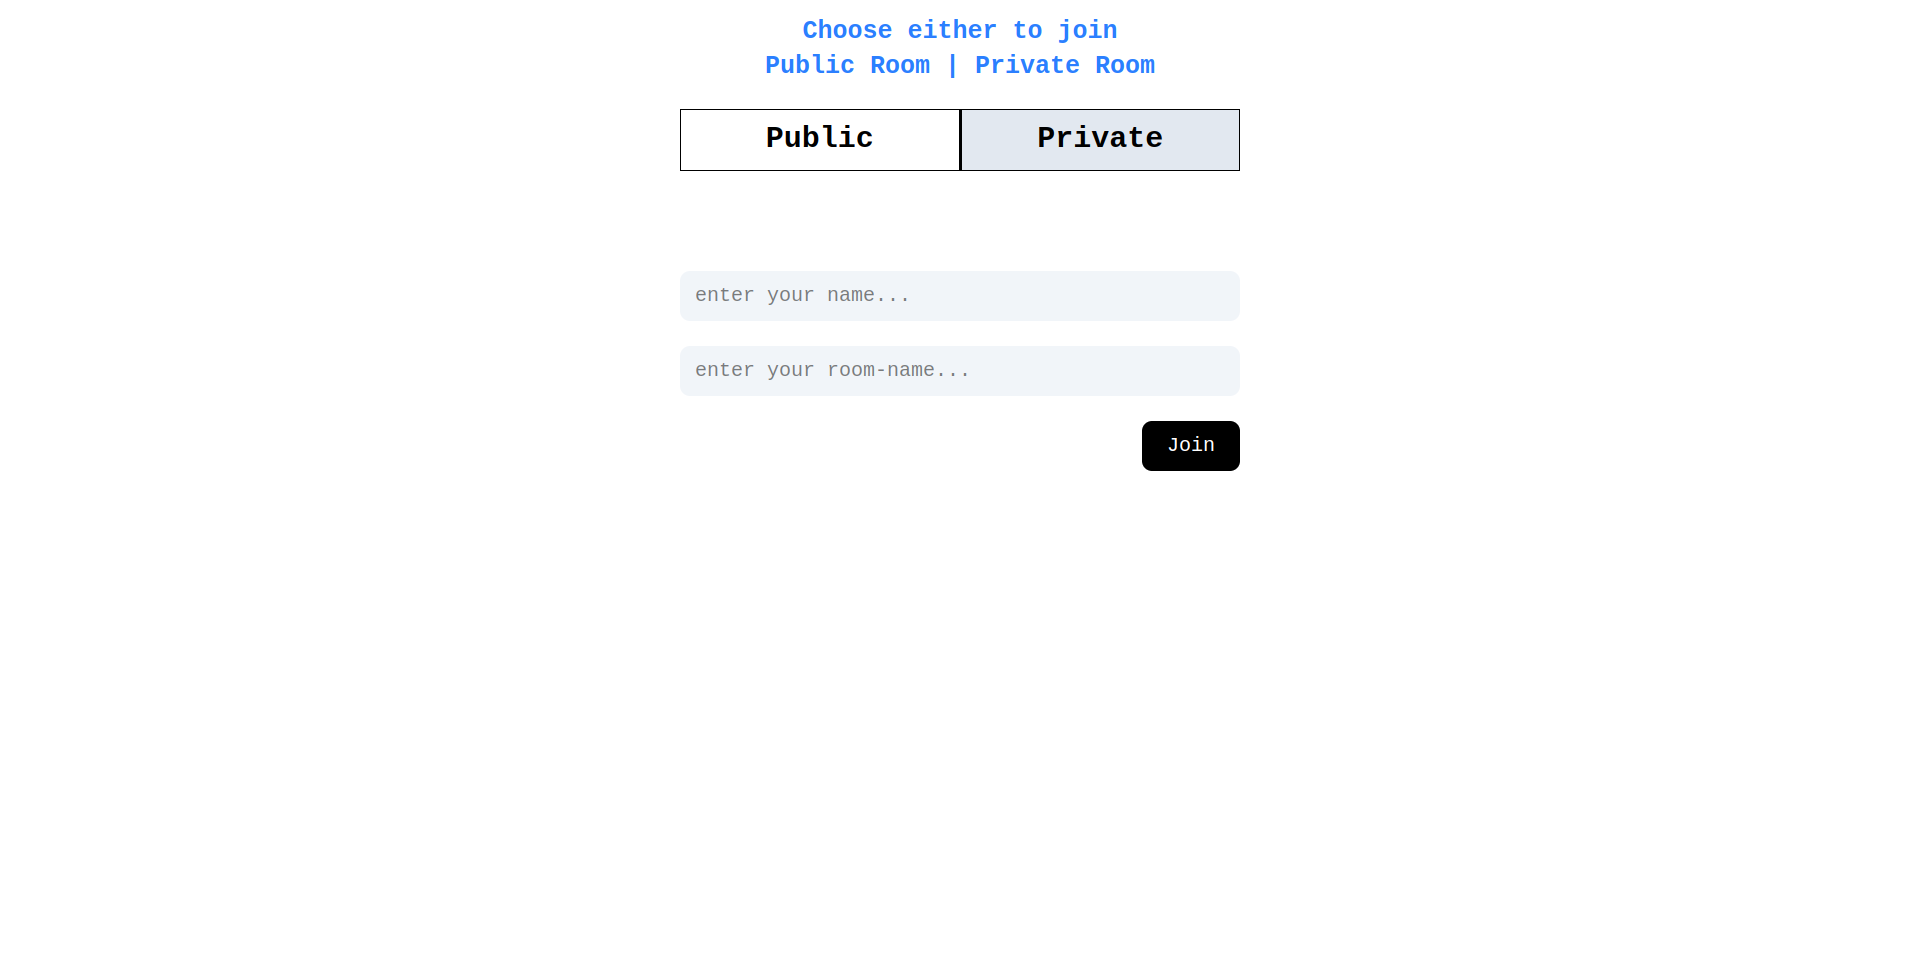 Choose either to join
Public Room | Private Room
Public
Private
enter your name...
enter your room-name...
Join